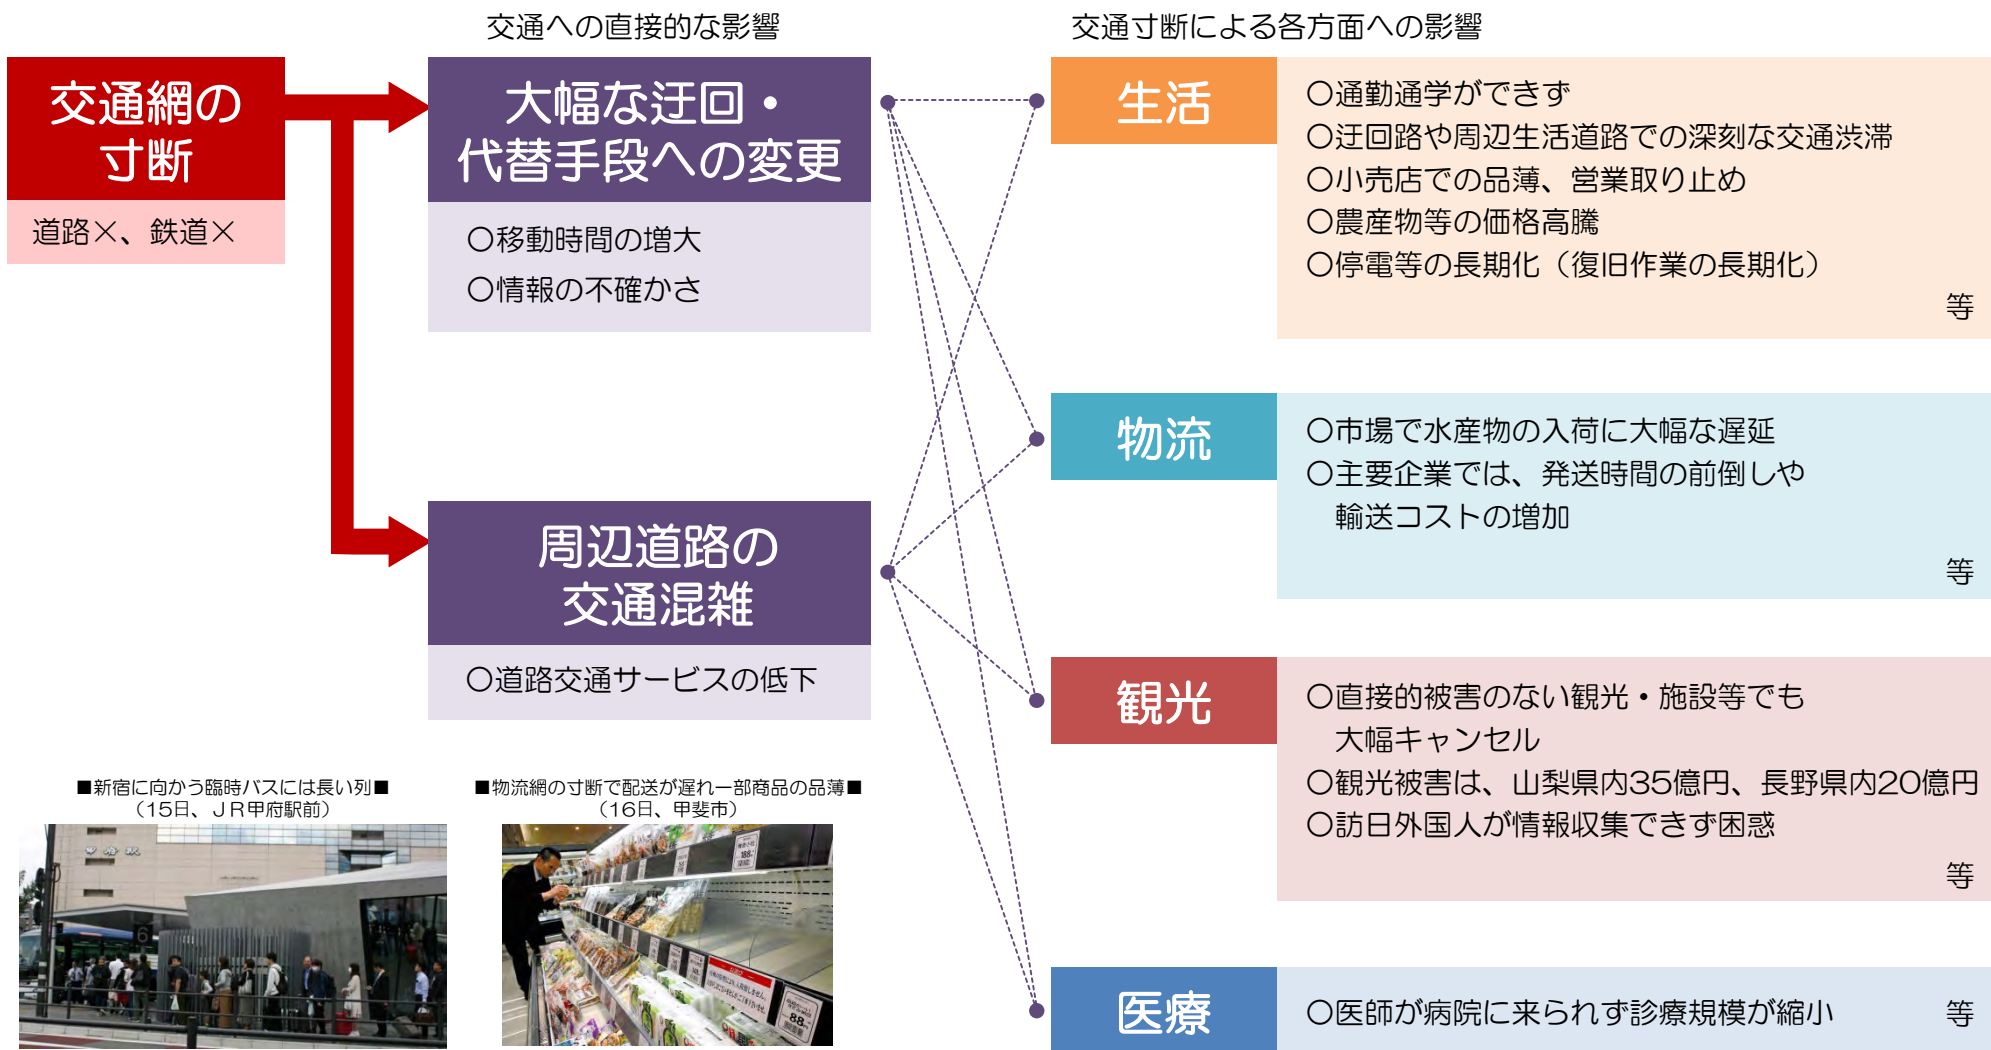 交通への直接的な影響
交通寸断による各方面への影響
交通網の
寸断
道路×、鉄道×
大幅な迂回・
代替手段への変更
○移動時間の増大
○情報の不確かさ
周辺道路の
交通混雑
○道路交通サービスの低下
生活
○通勤通学ができず
○迂回路や周辺生活道路での深刻な交通渋滞
○小売店での品薄、営業取り止め
○農産物等の価格高騰
○停電等の長期化（復旧作業の長期化）
等
物流
○市場で水産物の入荷に大幅な遅延
○主要企業では、発送時間の前倒しや
輸送コストの増加
等
観光
○直接的被害のない観光・施設等でも
大幅キャンセル
○観光被害は、山梨県内35億円、長野県内20億円
○訪日外国人が情報収集できず困惑
等
医療
○医師が病院に来られず診療規模が縮小
等
■新宿に向かう臨時バスには長い列■
（15日、ＪＲ甲府駅前）
甲府駅
6
■物流網の寸断で配送が遅れ一部商品の品薄■
（16日、甲斐市）
188
88